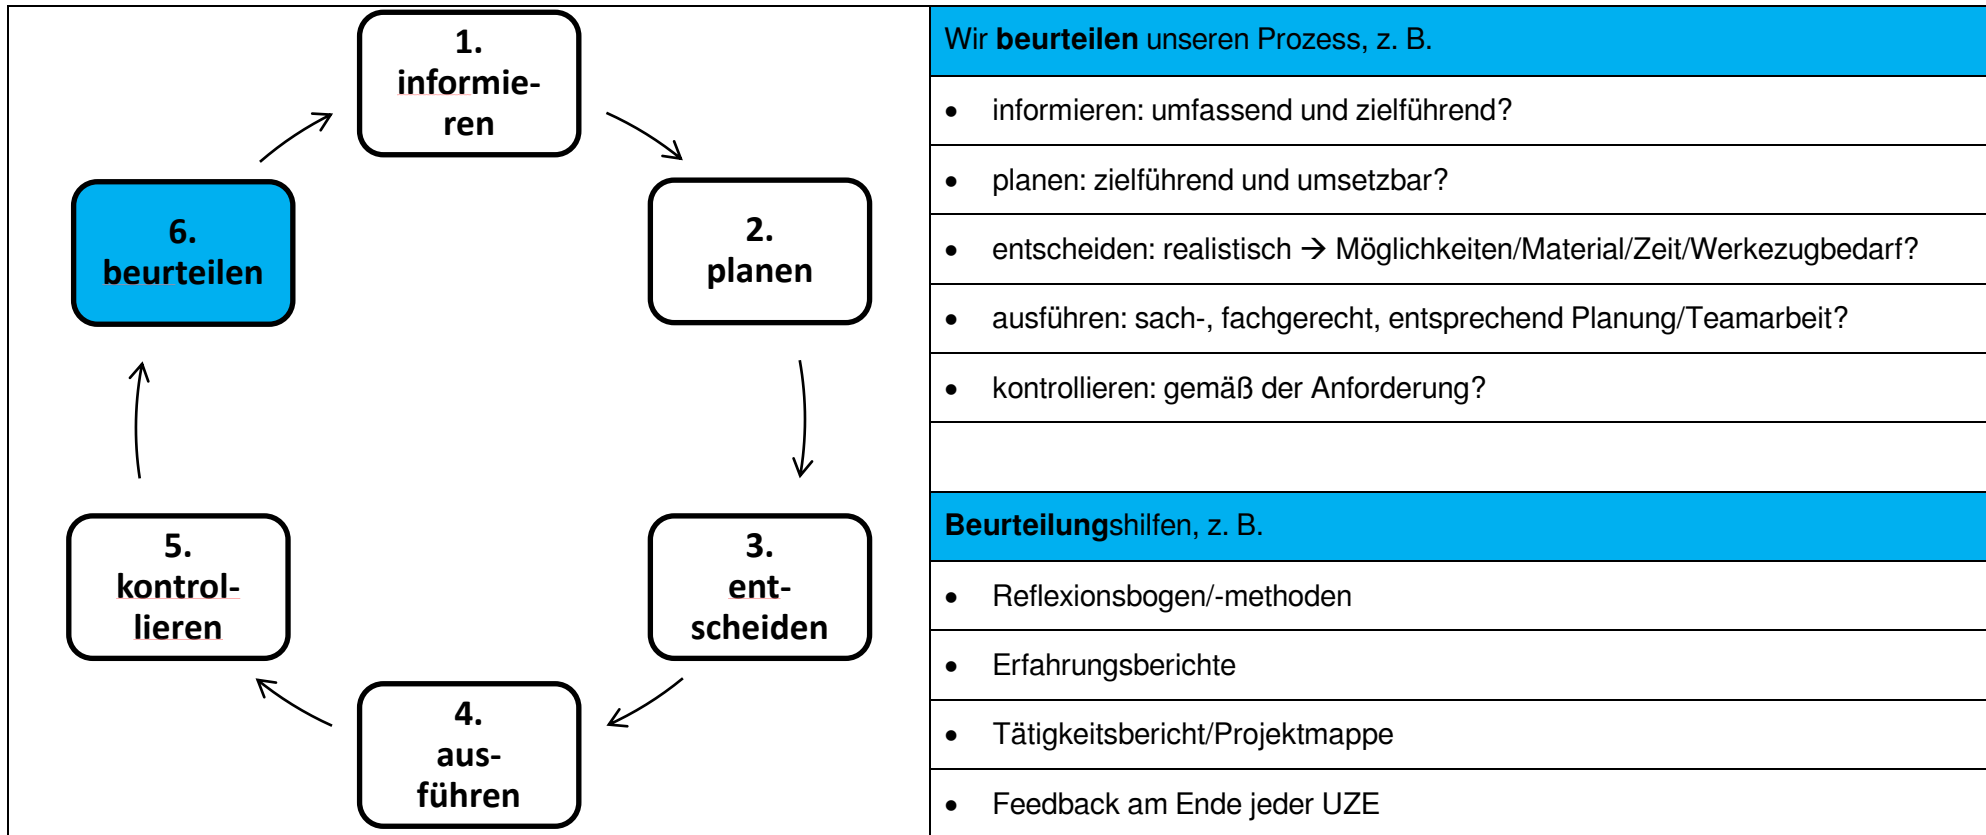 1.
informie-
ren
2.
planen
3.
ent-
scheiden
4.
aus-
führen
5.
kontrol-
lieren
6.
beurteilen
Wir beurteilen unseren Prozess, z. B.
• informieren: umfassend und zielführend?
• planen: zielführend und umsetzbar?
• entscheiden: realistisch → Möglichkeiten/Material/Zeit/Werkezugbedarf?
• ausführen: sach-, fachgerecht, entsprechend Planung/Teamarbeit?
• kontrollieren: gemäß der Anforderung?
Beurteilungshilfen, z. B.
• Reflexionsbogen/-methoden
• Erfahrungsberichte
• Tätigkeitsbericht/Projektmappe
• Feedback am Ende jeder UZE